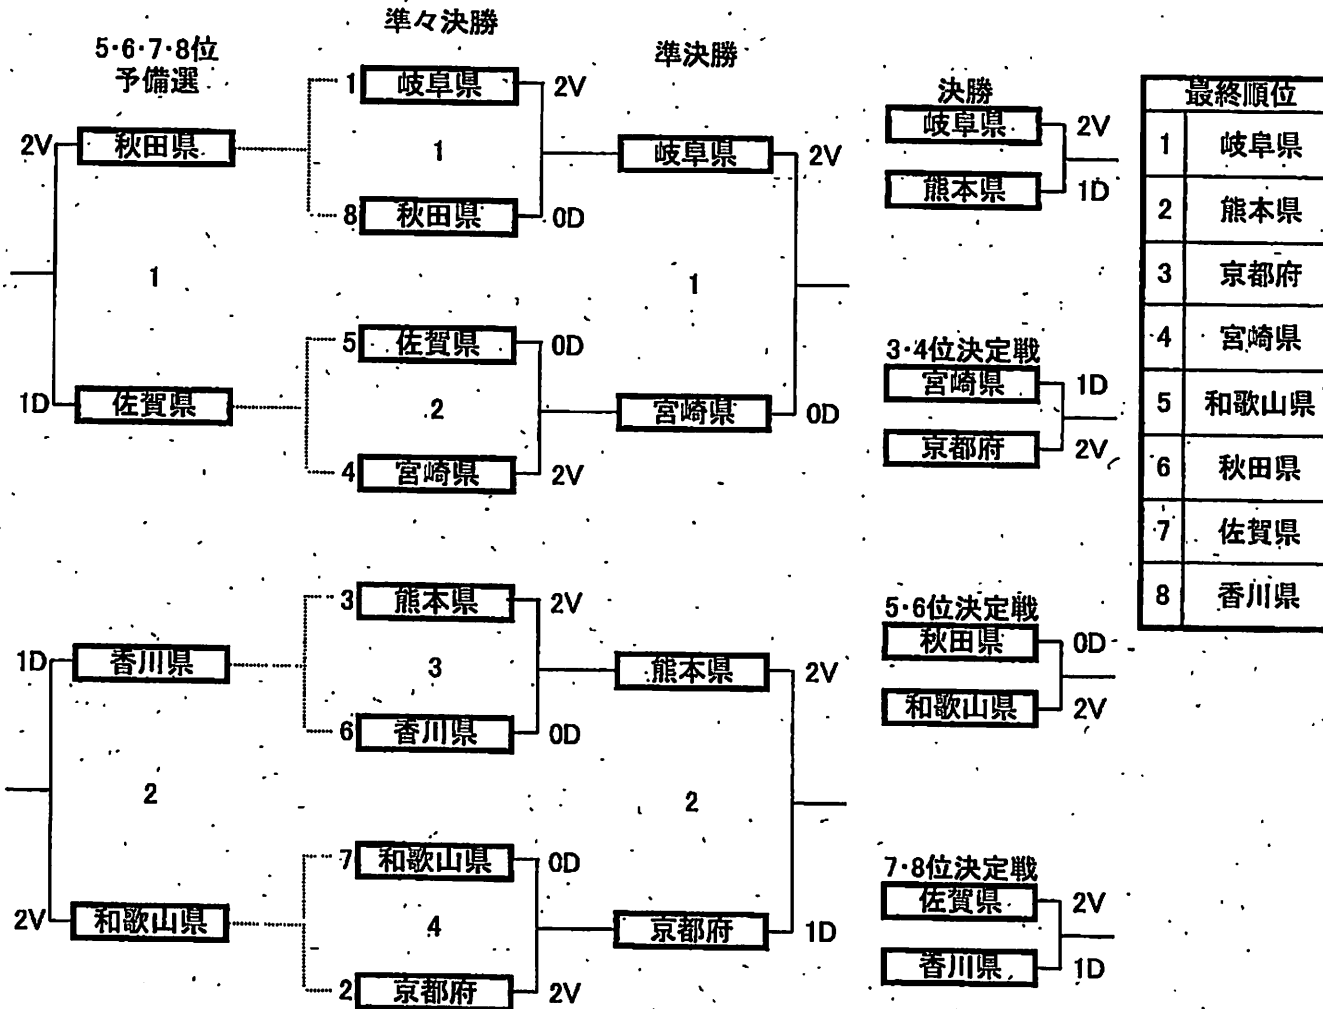 5・6・7・8位
予備選
2V 秋田県
1
1D 佐賀県
1D 香川県
2
2V 和歌山県
準々決勝
1 岐阜県 2V
1
8 秋田県 0D
5 佐賀県 0D
2
4 宮崎県 2V
3 熊本県 2V
3
6 香川県 0D
7 和歌山県 0D
4
2 京都府 2V
準決勝
岐阜県 2V
1
宮崎県 0D
熊本県 2V
2
京都府 1D
決勝
岐阜県 2V
熊本県 1D
3・4位決定戦
宮崎県 1D
京都府 2V
5・6位決定戦
秋田県 0D
和歌山県 2V
7・8位決定戦
佐賀県 2V
香川県 1D
最終順位
1 岐阜県
2 熊本県
3 京都府
4 宮崎県
5 和歌山県
6 秋田県
7 佐賀県
8 香川県